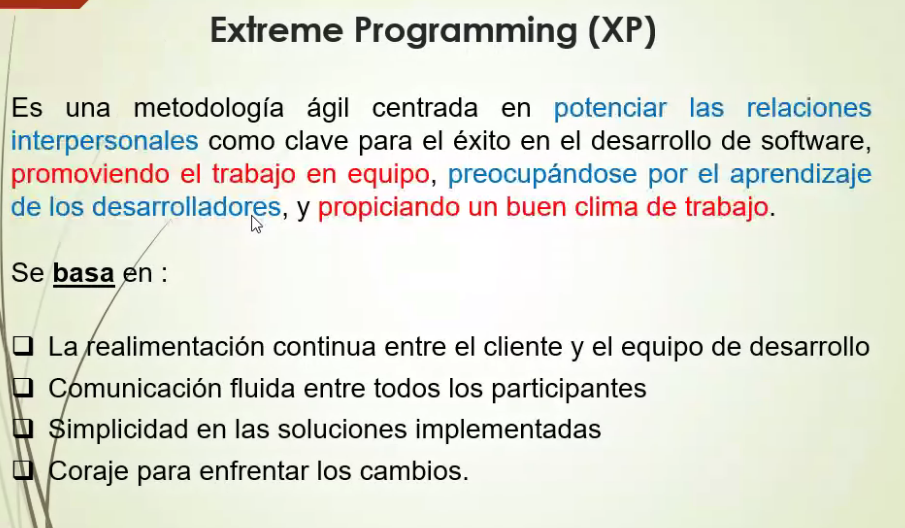 Extreme Programming (XP)
Es una metodología ágil centrada en potenciar las relaciones
interpersonales como clave para el éxito en el desarrollo de software,
promoviendo el trabajo en equipo, preocupándose por el aprendizaje
de los desarrolladores, y propiciando un buen clima de trabajo.
Se basa en :
❑ La realimentación continua entre el cliente y el equipo de desarrollo
❑ Comunicación fluida entre todos los participantes
❑ Simplicidad en las soluciones implementadas
❑ Coraje para enfrentar los cambios.